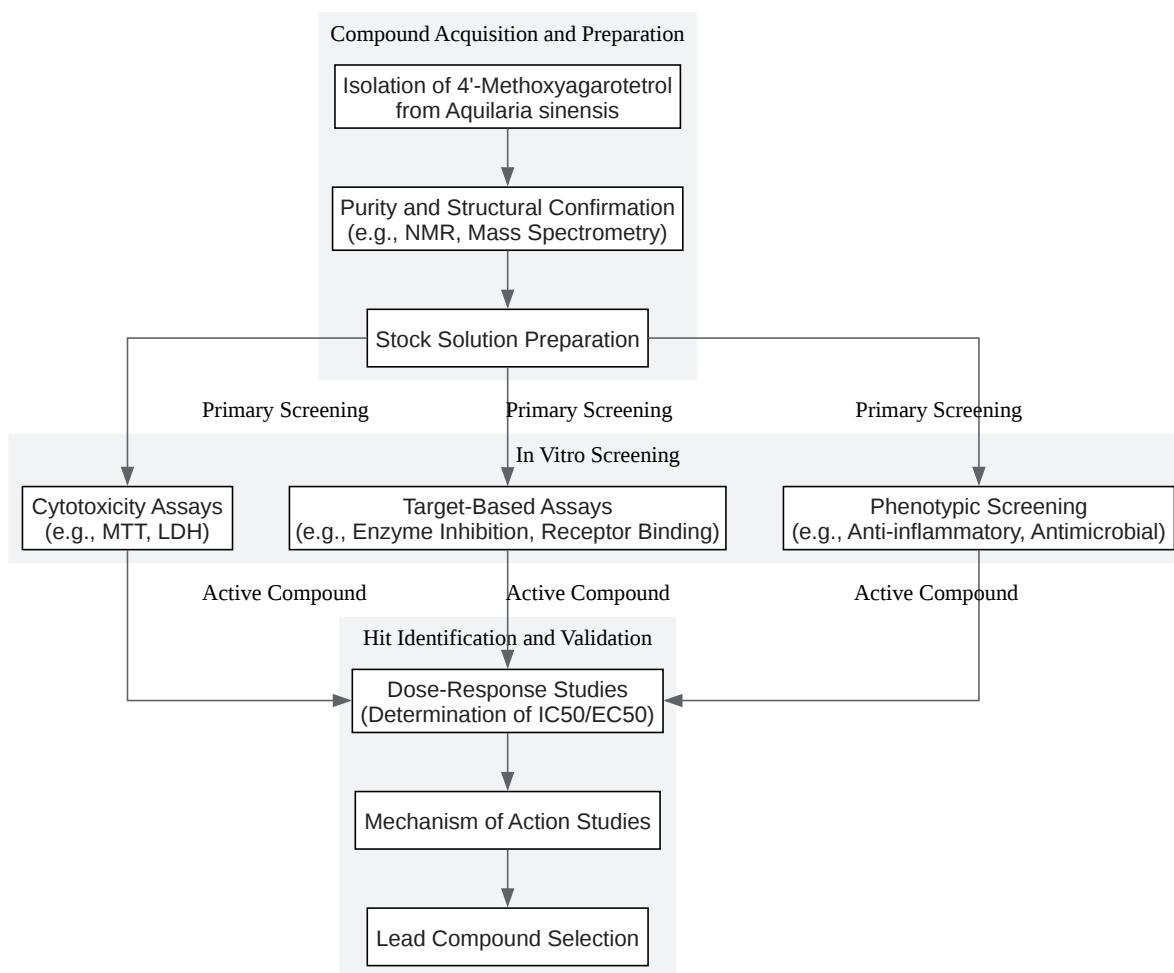 Compound Acquisition and Preparation
Isolation of 4'-Methoxyagarotetrol
from Aquilaria sinensis
Purity and Structural Confirmation
(e.g., NMR, Mass Spectrometry)
Stock Solution Preparation
Primary Screening
Primary Screening
Primary Screening
In Vitro Screening
Cytotoxicity Assays
(e.g., MTT, LDH)
Target-Based Assays
(e.g., Enzyme Inhibition, Receptor Binding)
Phenotypic Screening
(e.g., Anti-inflammatory, Antimicrobial)
Active Compound
Active Compound
Active Compound
Hit Identification and Validation
Dose-Response Studies
(Determination of IC50/EC50)
Mechanism of Action Studies
Lead Compound Selection